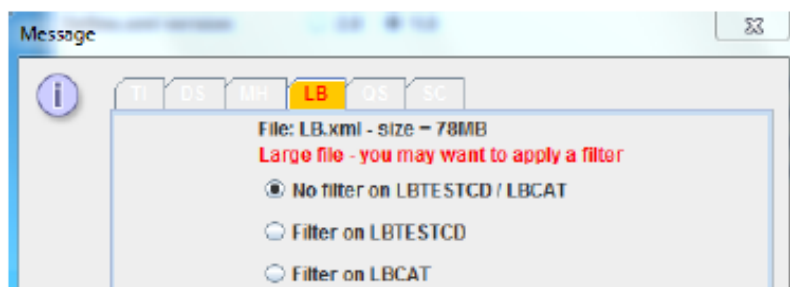 Message
TI DS MH LB QS SC
File: LB.xml - size = 78MB
Large file - you may want to apply a filter
No filter on LBTESTCD / LBCAT
Filter on LBTESTCD
Filter on LBCAT